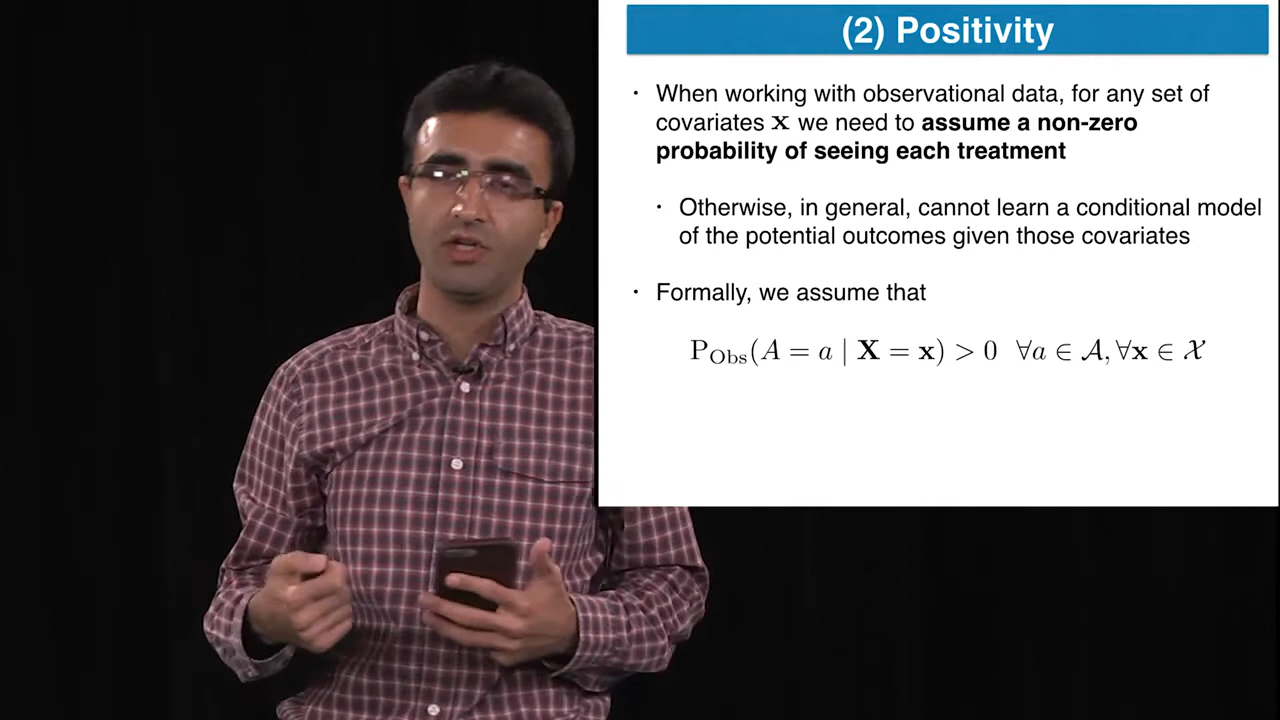 (2) Positivity
• When working with observational data, for any set of
covariates x we need to assume a non-zero
probability of seeing each treatment
• Otherwise, in general, cannot learn a conditional model
of the potential outcomes given those covariates
• Formally, we assume that
P_Obs(A = a | X = x) > 0 ∀a ∈ 𝒜, ∀x ∈ 𝒳